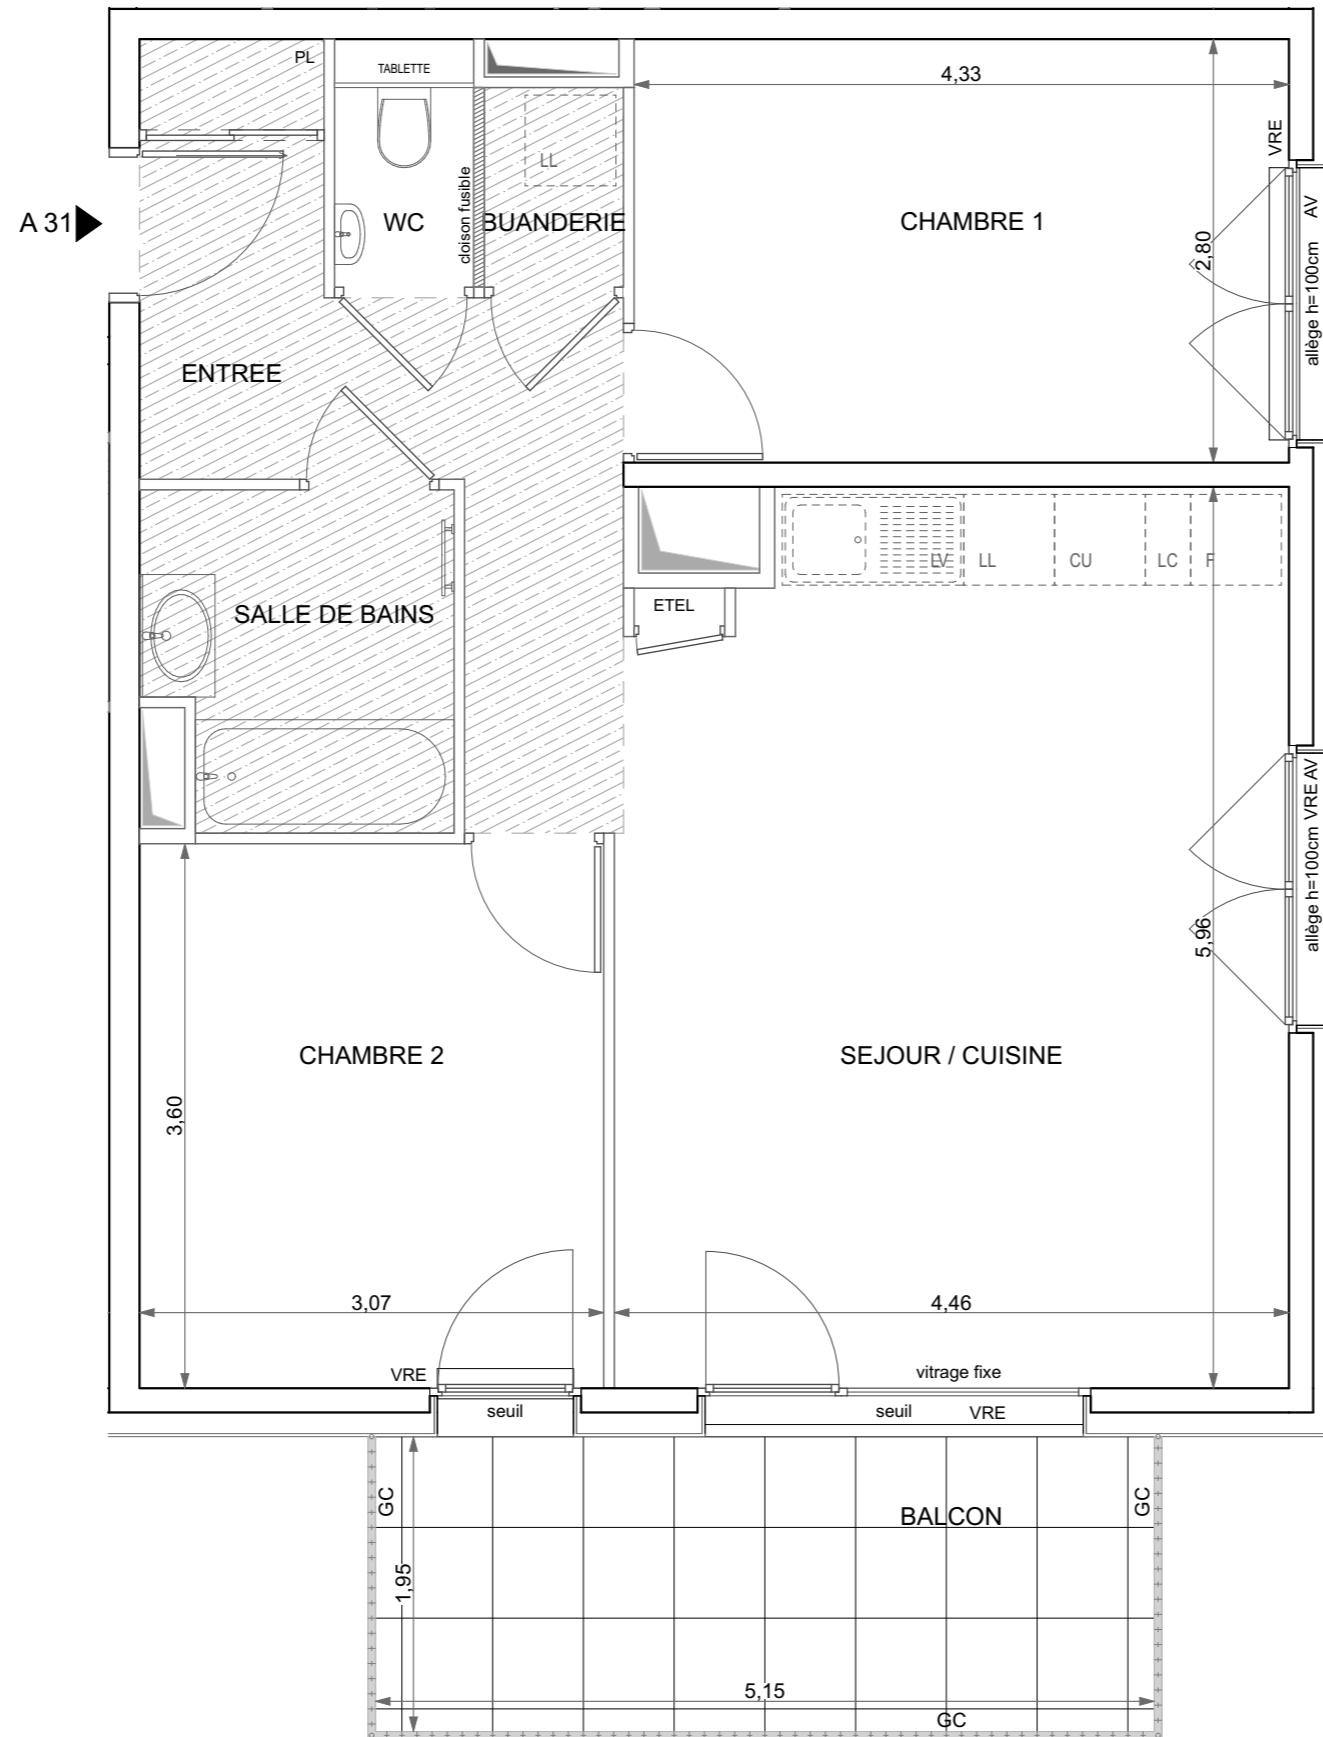 PL
TABLETTE
4,33
VRE
LL
cloison fusible
A 31
WC
BUANDERIE
CHAMBRE 1
2,80
allège h=100cm AV
ENTREE
LV
LL
CU
LC
F
ETEL
SALLE DE BAINS
allège h=100cm VRE AV
5,96
CHAMBRE 2
SEJOUR / CUISINE
3,60
3,07
4,46
VRE
vitrage fixe
seuil
seuil
VRE
GC
BALCON
GC
1,95
5,15
GC